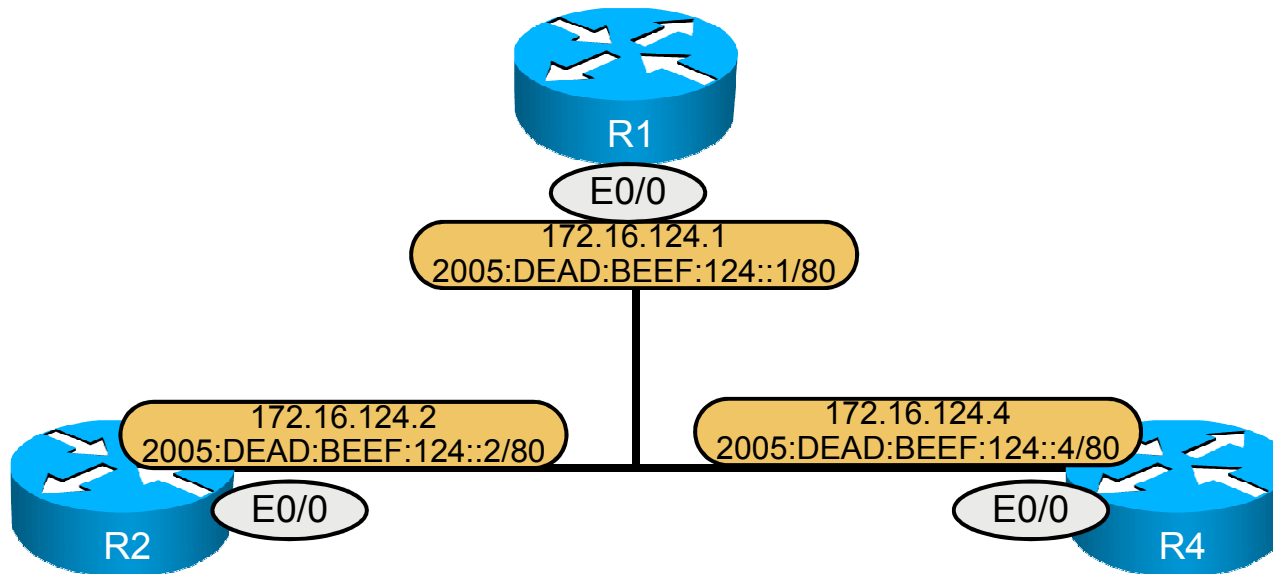 R1
E0/0
172.16.124.1
2005:DEAD:BEEF:124::1/80
172.16.124.2
2005:DEAD:BEEF:124::2/80
172.16.124.4
2005:DEAD:BEEF:124::4/80
E0/0
E0/0
R2
R4